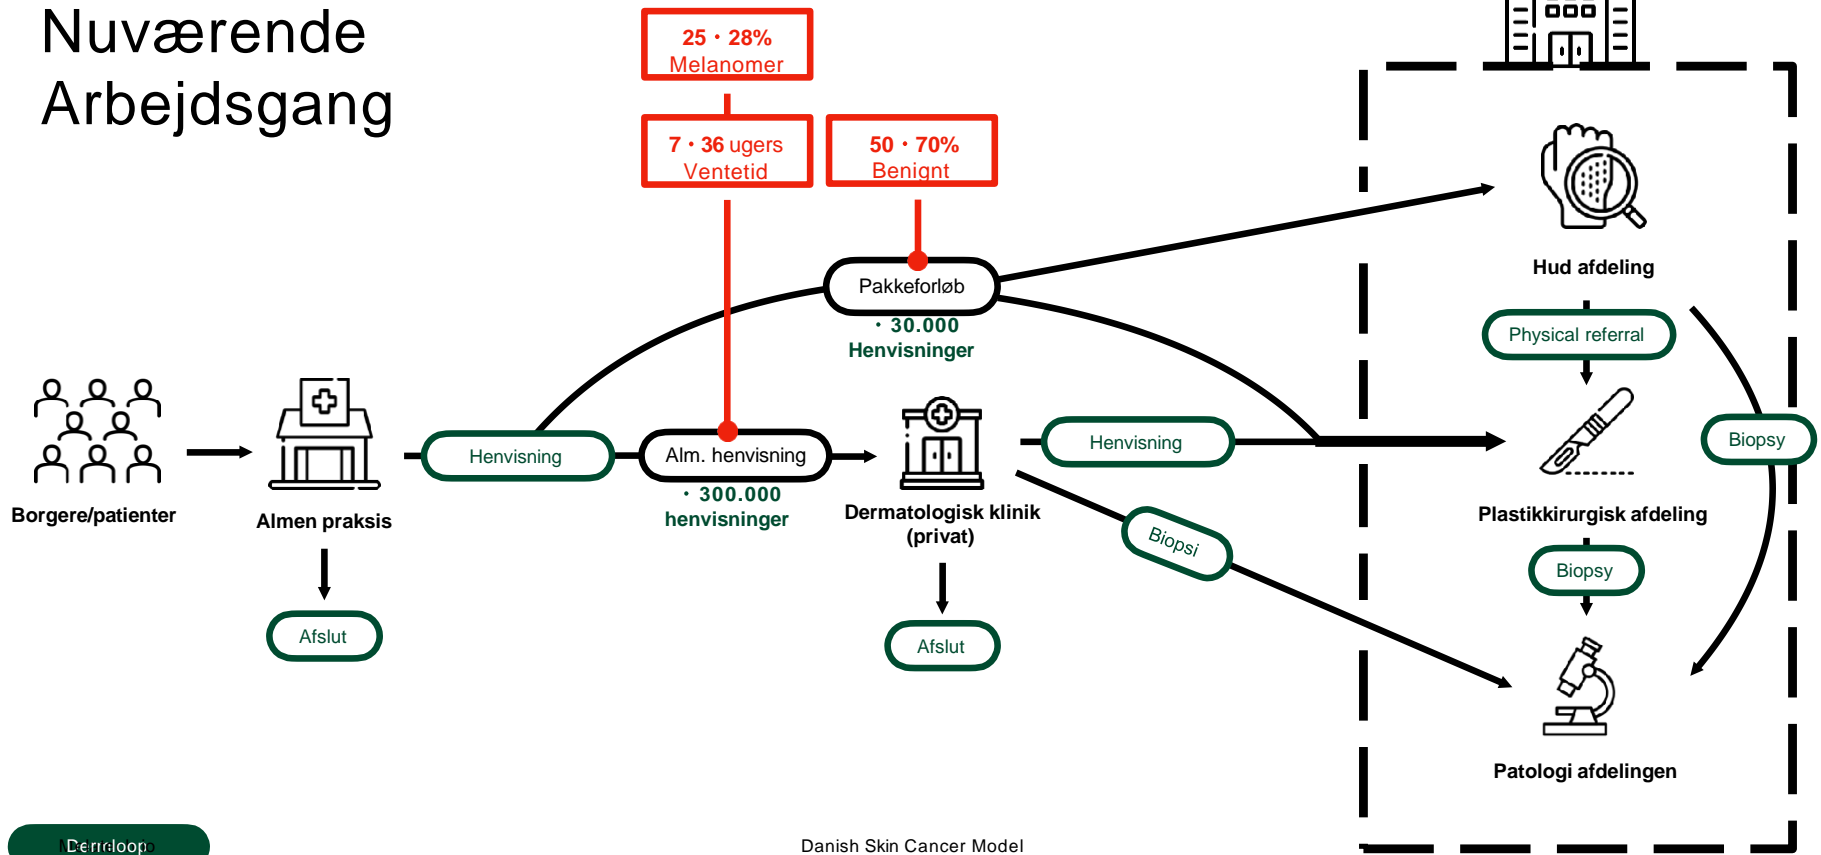 Nuværende
Arbejdsgang
25 · 28%
Melanomer
7 · 36 ugers
Ventetid
50 · 70%
Benignt
Pakkeforløb
· 30.000
Henvisninger
Hud afdeling
Physical referral
Borgere/patienter
Almen praksis
Henvisning
Alm. henvisning
· 300.000
henvisninger
Dermatologisk klinik
(privat)
Henvisning
Biopsi
Biopsy
Plastikkirurgisk afdeling
Biopsy
Afslut
Afslut
Patologi afdelingen
Dermloop
Danish Skin Cancer Model